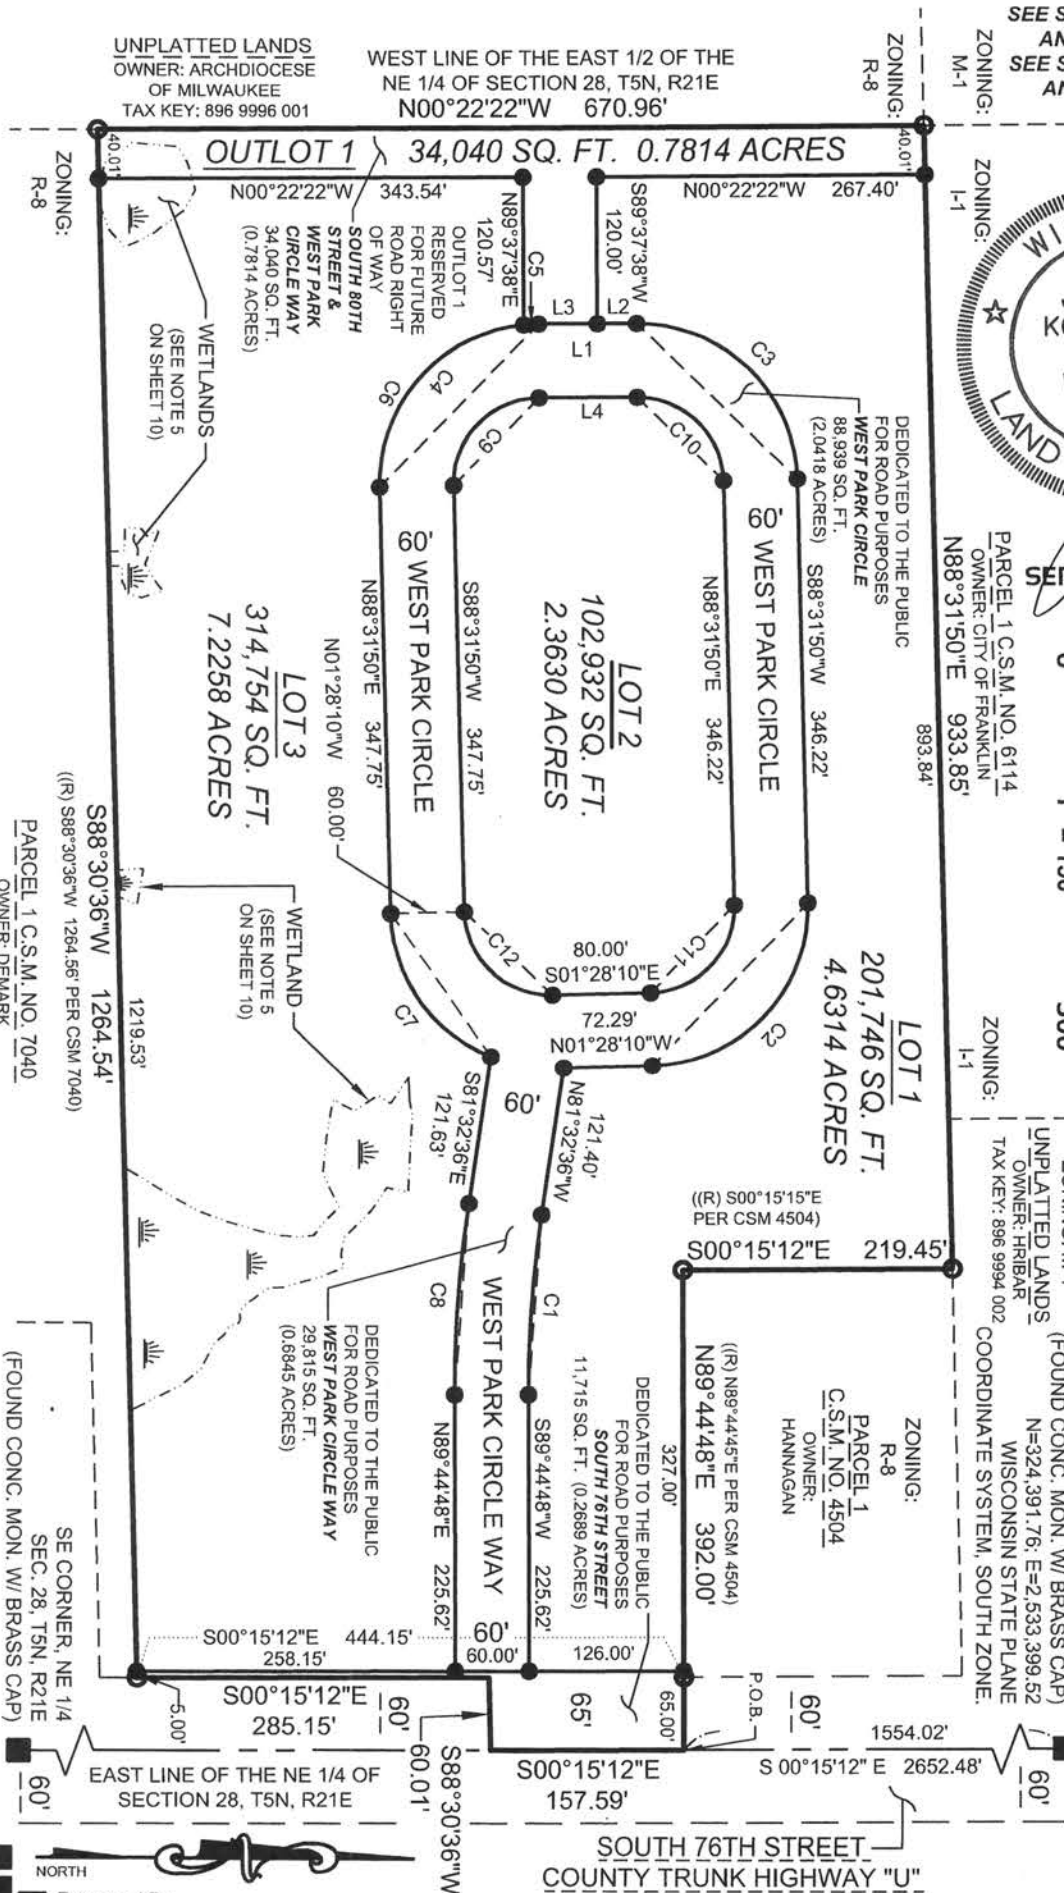 SEE S
AN
SEE S
AN
UNPLATTED LANDS
OWNER: ARCHDIOCESE
OF MILWAUKEE
TAX KEY: 896 9996 001
WEST LINE OF THE EAST 1/2 OF THE
NE 1/4 OF SECTION 28, T5N, R21E
N00°22'22"W 670.96'
ZONING:
R-8
ZONING:
M-1
40.01'
OUTLOT 1 34,040 SQ. FT. 0.7814 ACRES
40.01'
ZONING:
R-8
N00°22'22"W 343.54'
N00°22'22"W 267.40'
ZONING:
I-1
N89°37'38"E
120.57'
S89°37'38"W
120.00'
OUTLOT 1
RESERVED
FOR FUTURE
ROAD RIGHT
OF WAY
SOUTH 80TH
STREET &
WEST PARK
CIRCLE WAY
34,040 SQ. FT.
(0.7814 ACRES)
C5
L3
L2
L1
C3
C4
C6
C9
L4
C10
WI
LAND
WETLANDS
(SEE NOTE 5
ON SHEET 10)
DEDICATED TO THE PUBLIC
FOR ROAD PURPOSES
WEST PARK CIRCLE
88,939 SQ. FT.
(2.0418 ACRES)
PARCEL 1 C.S.M. NO. 6114
OWNER: CITY OF FRANKLIN
N88°31'50"E 933.85'
893.84'
60' WEST PARK CIRCLE
S88°31'50"W 346.22'
N88°31'50"E 346.22'
LOT 2
102,932 SQ. FT.
2.3630 ACRES
S88°31'50"W 347.75'
60' WEST PARK CIRCLE
N88°31'50"E 347.75'
N01°28'10"W 60.00'
LOT 3
314,754 SQ. FT.
7.2258 ACRES
S88°30'36"W 1264.54'
((R) S88°30'36"W 1264.56' PER CSM 7040)
1219.53'
PARCEL 1 C.S.M. NO. 7040
OWNER: DEMARK
WETLAND
(SEE NOTE 5
ON SHEET 10)
C12
80.00'
S01°28'10"E
C11
72.29'
N01°28'10"W
C2
C7
LOT 1
201,746 SQ. FT.
4.6314 ACRES
ZONING:
I-1
UNPLATTED LANDS
OWNER: HRIBAR
TAX KEY: 896 9994 002
60'
S81°32'36"E
121.63'
121.40'
N81°32'36"W
((R) S00°15'15"E
PER CSM 4504)
S00°15'12"E 219.45'
C8
C1
WEST PARK CIRCLE WAY
DEDICATED TO THE PUBLIC
FOR ROAD PURPOSES
WEST PARK CIRCLE WAY
29,815 SQ. FT.
(0.6845 ACRES)
N89°44'48"E 225.62'
S89°44'48"W 225.62'
DEDICATED TO THE PUBLIC
FOR ROAD PURPOSES
SOUTH 76TH STREET
11,715 SQ. FT. (0.2689 ACRES)
((R) N89°44'45"E PER CSM 4504)
N89°44'48"E 392.00'
327.00'
ZONING:
R-8
PARCEL 1
C.S.M. NO. 4504
OWNER:
HANNAGAN
(FOUND CONC. MON. W/ BRASS CAP)
N=324,391.76; E=2,533,399.52
WISCONSIN STATE PLANE
COORDINATE SYSTEM, SOUTH ZONE.
S00°15'12"E 444.15'
258.15'
60'
60.00'
126.00'
SE CORNER, NE 1/4
SEC. 28, T5N, R21E
(FOUND CONC. MON. W/ BRASS CAP)
5.00'
S00°15'12"E
285.15'
60'
65'
65.00'
P.O.B.
60'
1554.02'
S 00°15'12" E 2652.48'
60'
60'
EAST LINE OF THE NE 1/4 OF
SECTION 28, T5N, R21E
S88°30'36"W
60.01'
S00°15'12"E
157.59'
SOUTH 76TH STREET
COUNTY TRUNK HIGHWAY "U"
NORTH